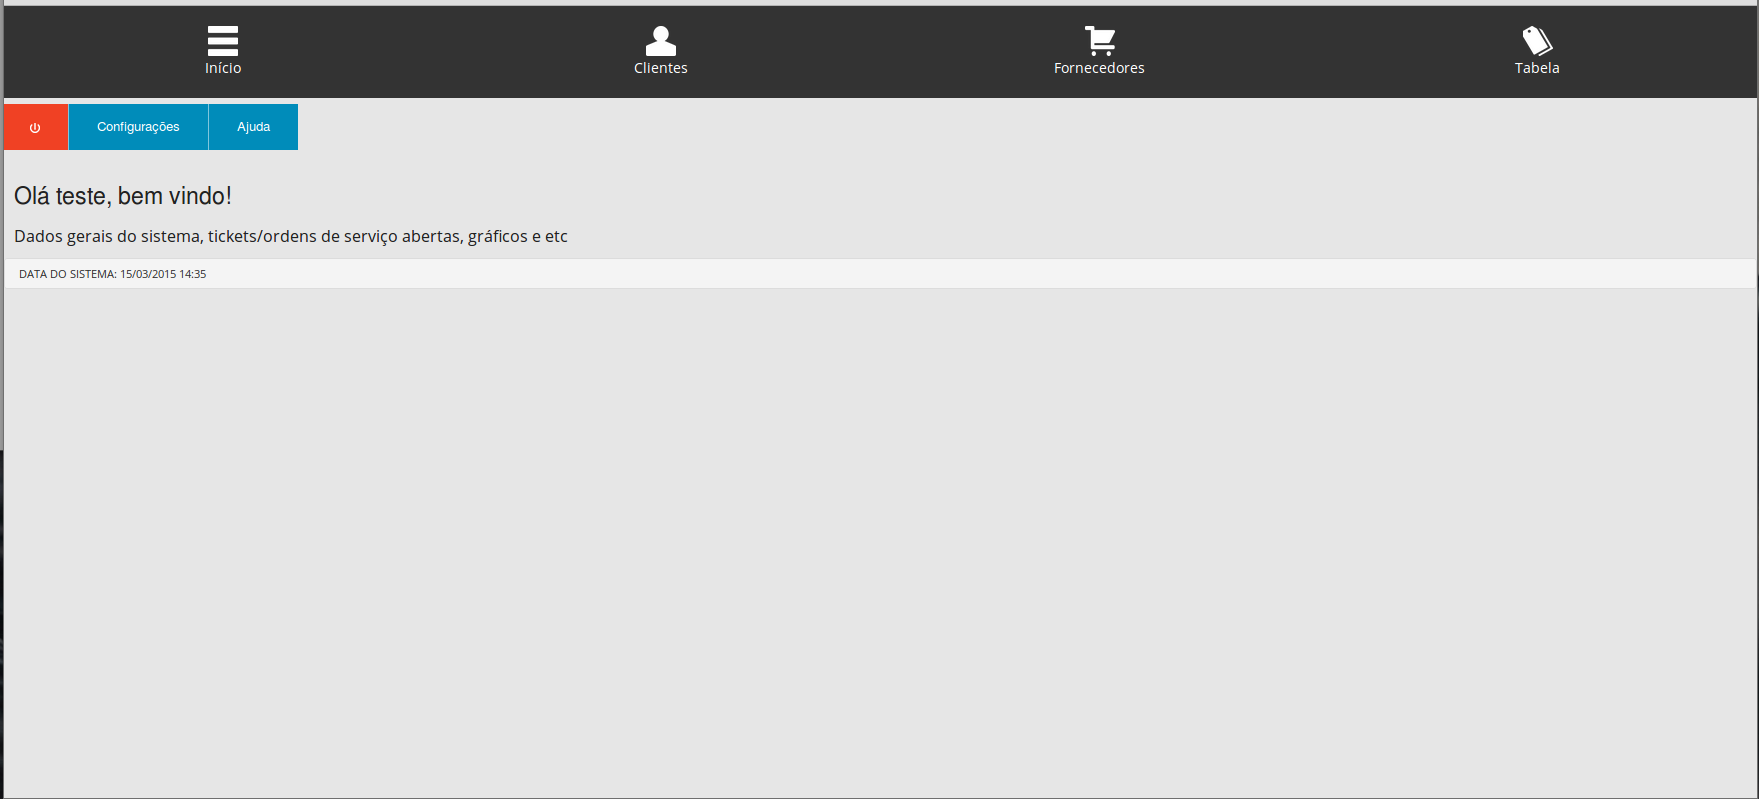 Início
Clientes
Fornecedores
Tabela
Configurações
Ajuda
Olá teste, bem vindo!
Dados gerais do sistema, tickets/ordens de serviço abertas, gráficos e etc
DATA DO SISTEMA: 15/03/2015 14:35